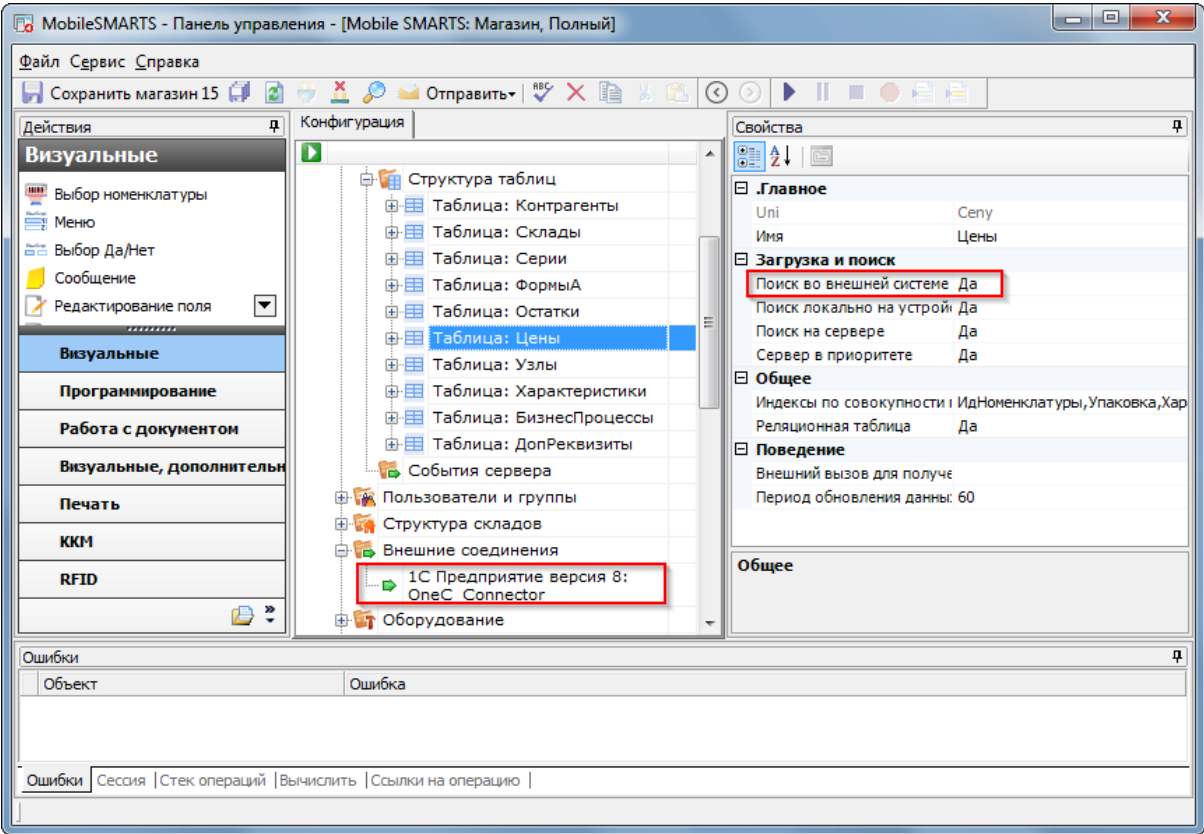 MobileSMARTS - Панель управления - [Mobile SMARTS: Магазин, Полный]
Файл Сервис Справка
Сохранить магазин 15 Отправить ABC
Действия
Визуальные
Выбор номенклатуры
Меню
Выбор Да/Нет
Сообщение
Редактирование поля
Визуальные
Программирование
Работа с документом
Визуальные, дополнительн
Печать
ККМ
RFID
Конфигурация
Структура таблиц
Таблица: Контрагенты
Таблица: Склады
Таблица: Серии
Таблица: ФормыА
Таблица: Остатки
Таблица: Цены
Таблица: Узлы
Таблица: Характеристики
Таблица: БизнесПроцессы
Таблица: ДопРеквизиты
События сервера
Пользователи и группы
Структура складов
Внешние соединения
1С Предприятие версия 8:
OneC_Connector
Оборудование
Свойства
.Главное
Uni Ceny
Имя Цены
Загрузка и поиск
Поиск во внешней системе Да
Поиск локально на устрой Да
Поиск на сервере Да
Сервер в приоритете Да
Общее
Индексы по совокупности ИдНоменклатуры,Упаковка,Хар
Реляционная таблица Да
Поведение
Внешний вызов для получе
Период обновления данны: 60
Общее
Ошибки
Объект Ошибка
Ошибки Сессия Стек операций Вычислить Ссылки на операцию